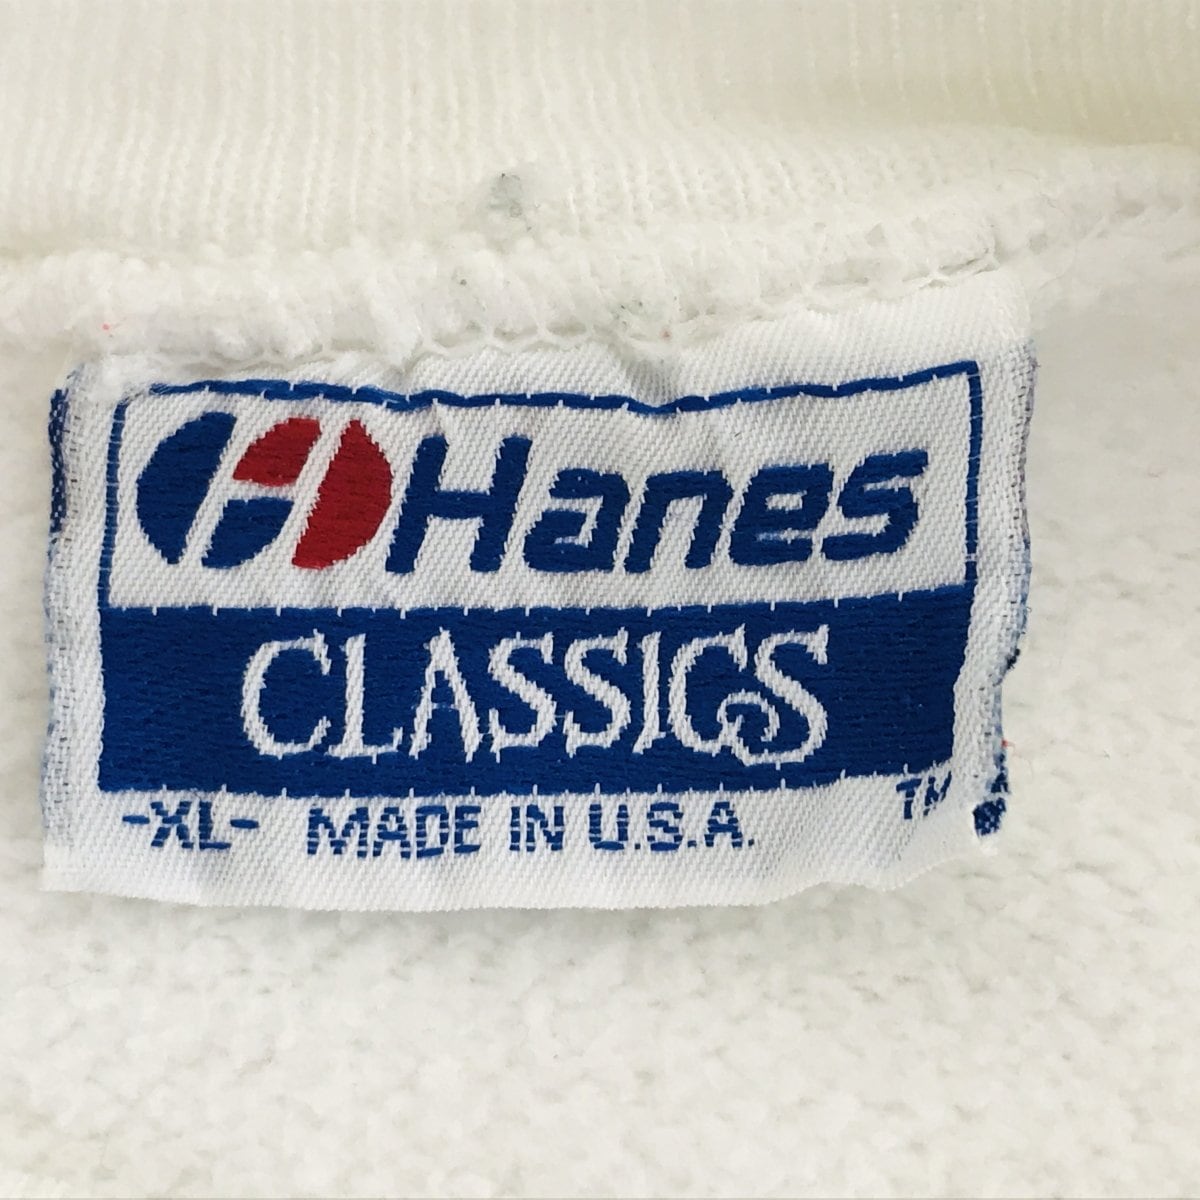 Hanes
CLASSICS
TM
-XL- MADE IN U.S.A.